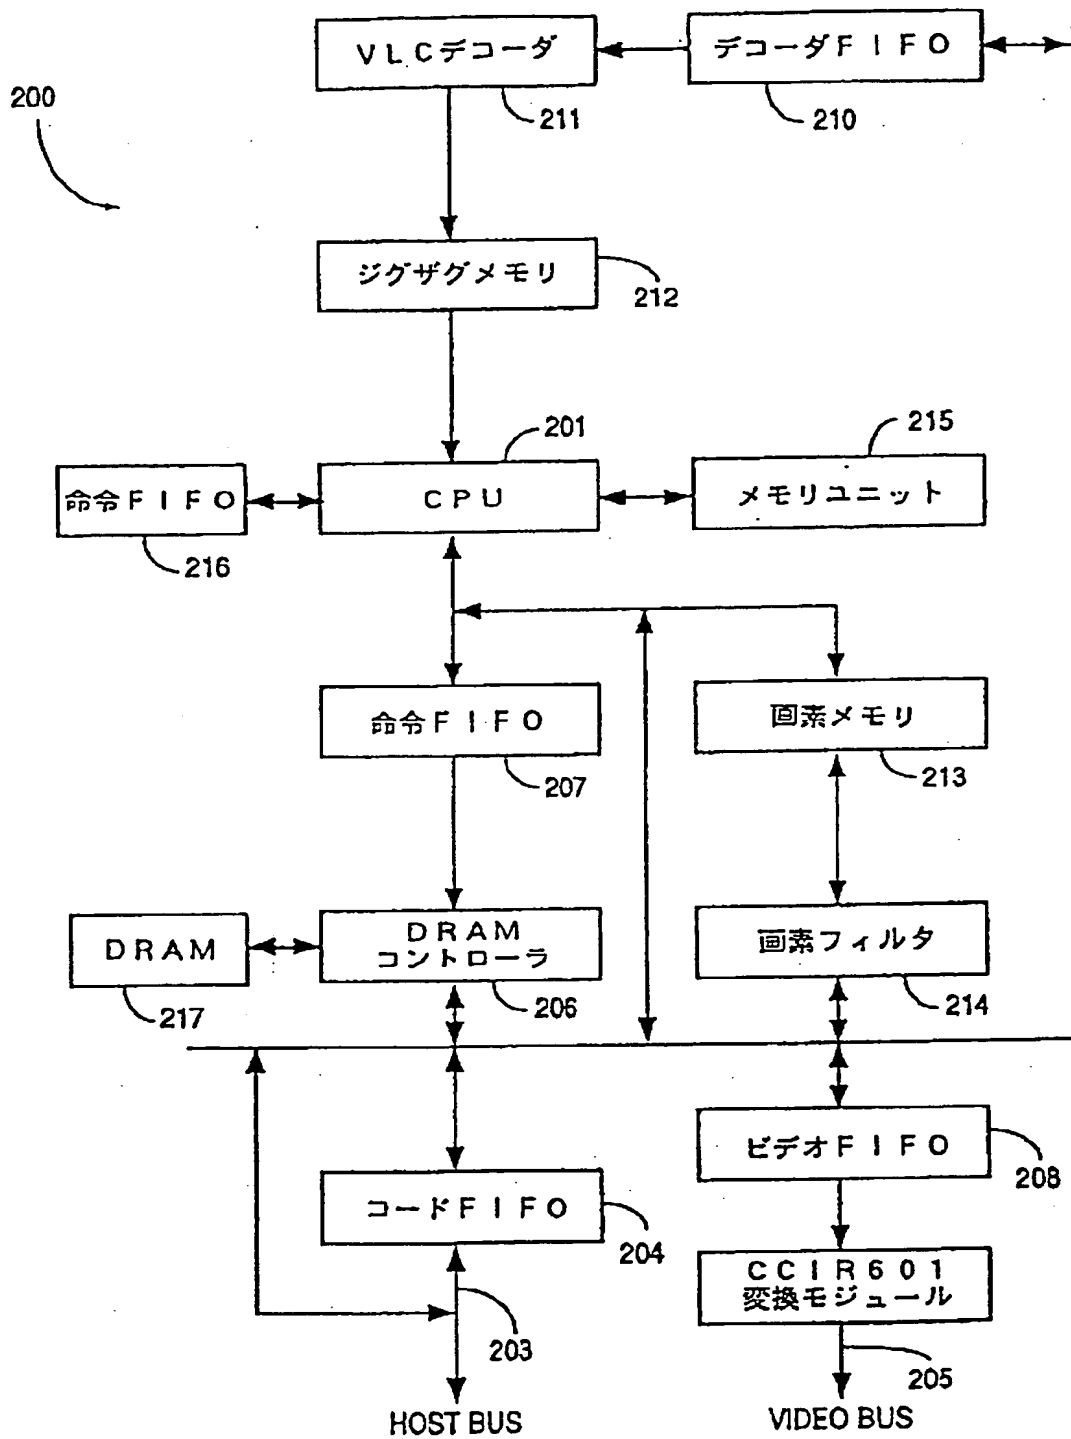 VLCデコーダ
デコーダFIFO
200
211
210
ジグザグメモリ
212
201
215
命令FIFO
CPU
メモリユニット
216
命令FIFO
画素メモリ
207
213
DRAM
DRAM
コントローラ
画素フィルタ
217
206
214
ビデオFIFO
208
コードFIFO
204
CCIR601
変換モジュール
203
205
HOST BUS
VIDEO BUS